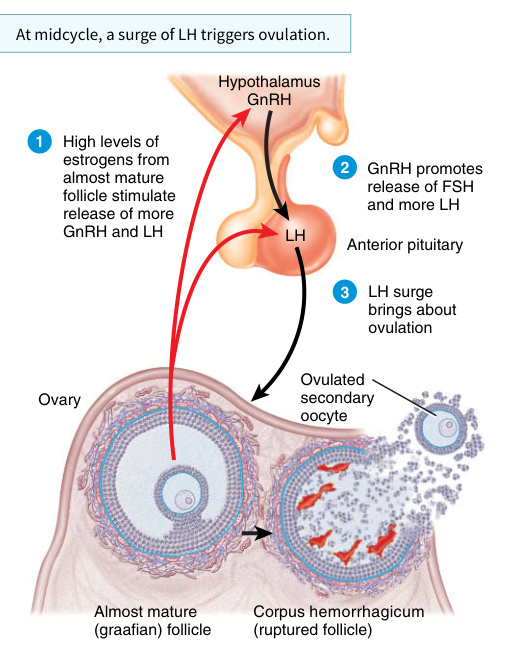 At midcycle, a surge of LH triggers ovulation.
Hypothalamus
GnRH
1
High levels of
estrogens from
almost mature
follicle stimulate
release of more
GnRH and LH
2
GnRH promotes
release of FSH
and more LH
LH
Anterior pituitary
3
LH surge
brings about
ovulation
Ovulated
secondary
oocyte
Ovary
Almost mature
(graafian) follicle
Corpus hemorrhagicum
(ruptured follicle)